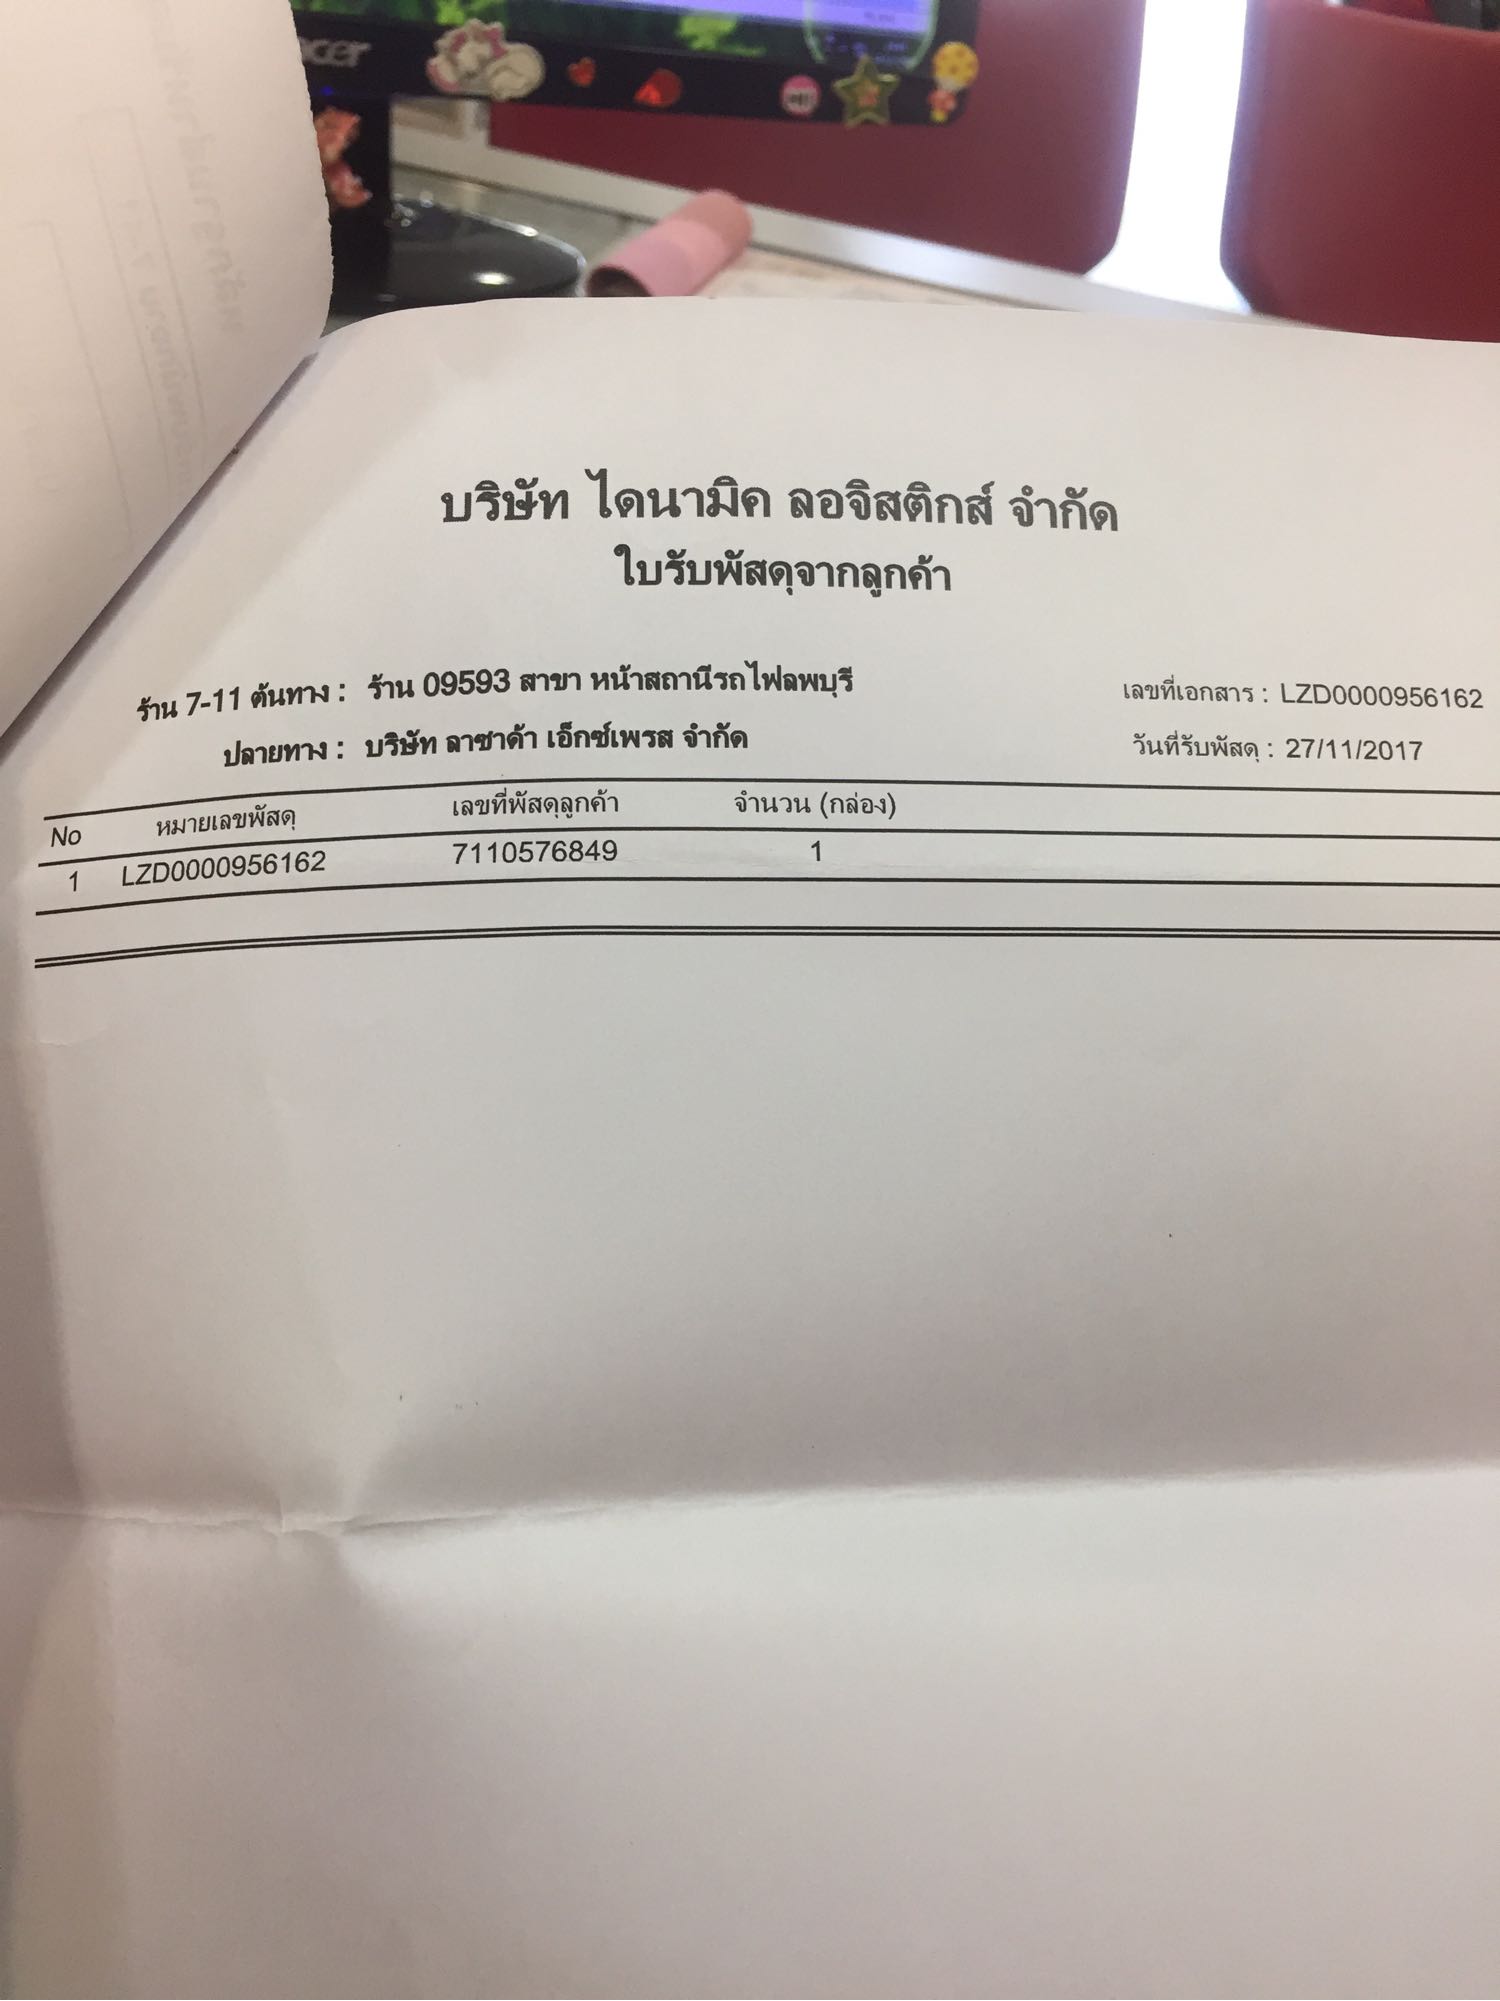 acer
บริษัท ไดนามิค ลอจิสติกส์ จำกัด
ใบรับพัสดุจากลูกค้า
ร้าน 7-11 ต้นทาง : ร้าน 09593 สาขา หน้าสถานีรถไฟลพบุรี เลขที่เอกสาร : LZD0000956162
ปลายทาง : บริษัท ลาซาด้า เอ็กซ์เพรส จำกัด วันที่รับพัสดุ : 27/11/2017
No หมายเลขพัสดุ เลขที่พัสดุลูกค้า จำนวน (กล่อง)
1 LZD0000956162 7110576849 1